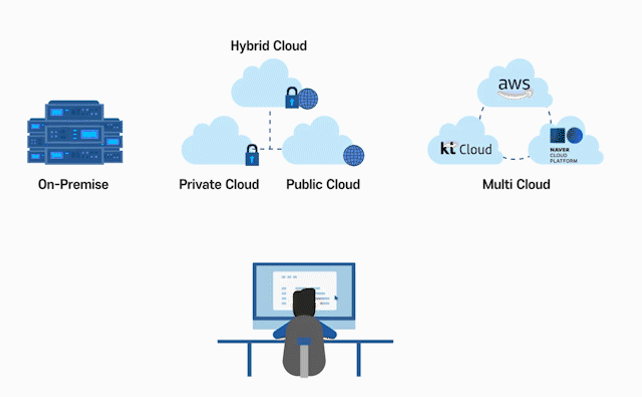 Hybrid Cloud
On-Premise
Private Cloud
Public Cloud
aws
kt Cloud
NAVER
CLOUD
PLATFORM
Multi Cloud